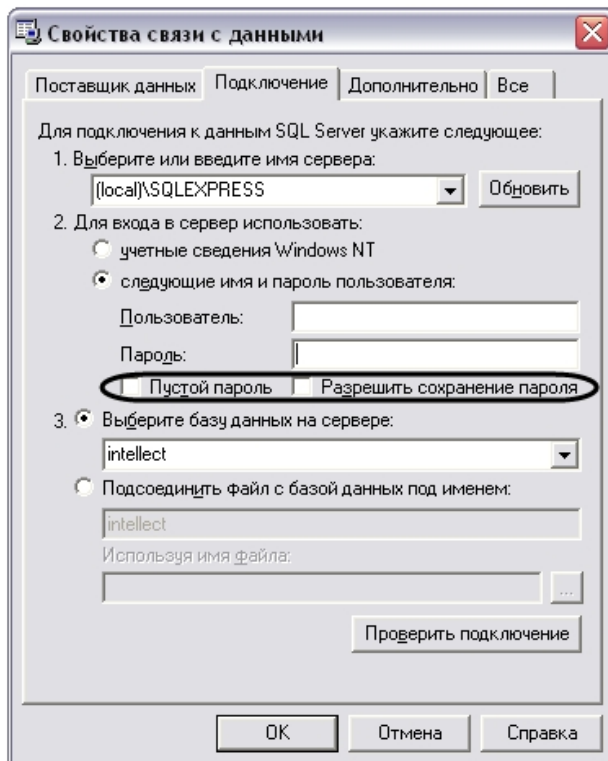 Свойства связи с данными
Поставщик данных Подключение Дополнительно Все
Для подключения к данным SQL Server укажите следующее:
1. Выберите или введите имя сервера:
(local)\SQLEXPRESS Обновить
2. Для входа в сервер использовать:
учетные сведения Windows NT
следующие имя и пароль пользователя:
Пользователь:
Пароль:
Пустой пароль Разрешить сохранение пароля
3. Выберите базу данных на сервере:
intellect
Подсоединить файл с базой данных под именем:
intellect
Используя имя файла:
...
Проверить подключение
OK Отмена Справка